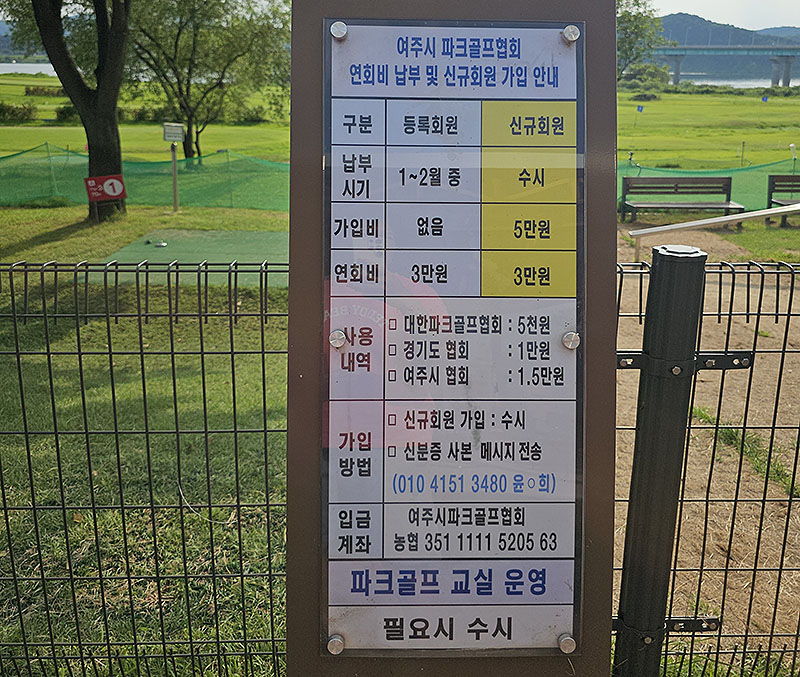 여주시 파크골프협회
연회비 납부 및 신규회원 가입 안내
구분 등록회원 신규회원
납부 시기 1~2월 중 수시
가입비 없음 5만원
연회비 3만원 3만원
사용 내역
□ 대한파크골프협회 : 5천원
□ 경기도 협회 : 1만원
□ 여주시 협회 : 1.5만원
가입 방법
□ 신규회원 가입 : 수시
□ 신분증 사본 메시지 전송
(010 4151 3480 윤○희)
입금 계좌
여주시파크골프협회
농협 351 1111 5205 63
파크골프 교실 운영
필요시 수시
1